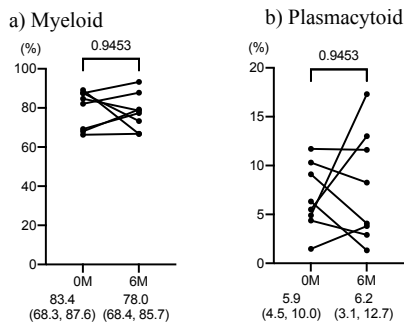 a) Myeloid
(%)
0.9453
100
80
60
40
20
0
0M 6M
83.4 78.0
(68.3, 87.6) (68.4, 85.7)
b) Plasmacytoid
(%)
0.9453
20
15
10
5
0
0M 6M
5.9 6.2
(4.5, 10.0) (3.1, 12.7)